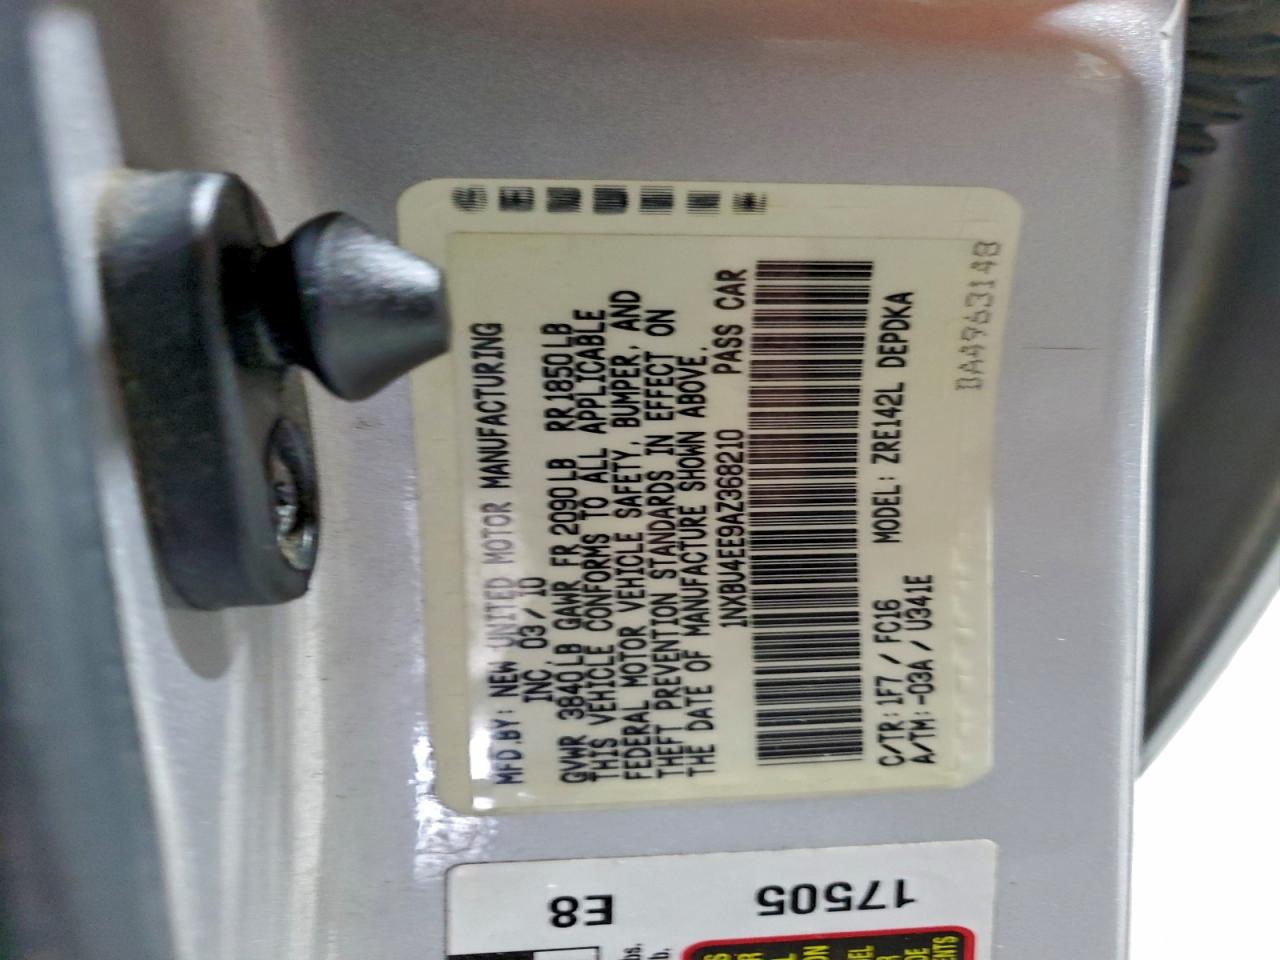 MFD.BY: NEW UNITED MOTOR MANUFACTURING
INC. 03/10
GVWR 3840LB GAWR FR 2090LB RR 1850LB
THIS VEHICLE CONFORMS TO ALL APPLICABLE
FEDERAL MOTOR VEHICLE SAFETY, BUMPER, AND
THEFT PREVENTION STANDARDS IN EFFECT ON
THE DATE OF MANUFACTURE SHOWN ABOVE.
1NXBU4EE9AZ368210 PASS CAR
C/TR: 1F7 / FC16 MODEL: ZRE142L DEPDKA
A/TM: -03A / U341E
BA4963148
E8
17505